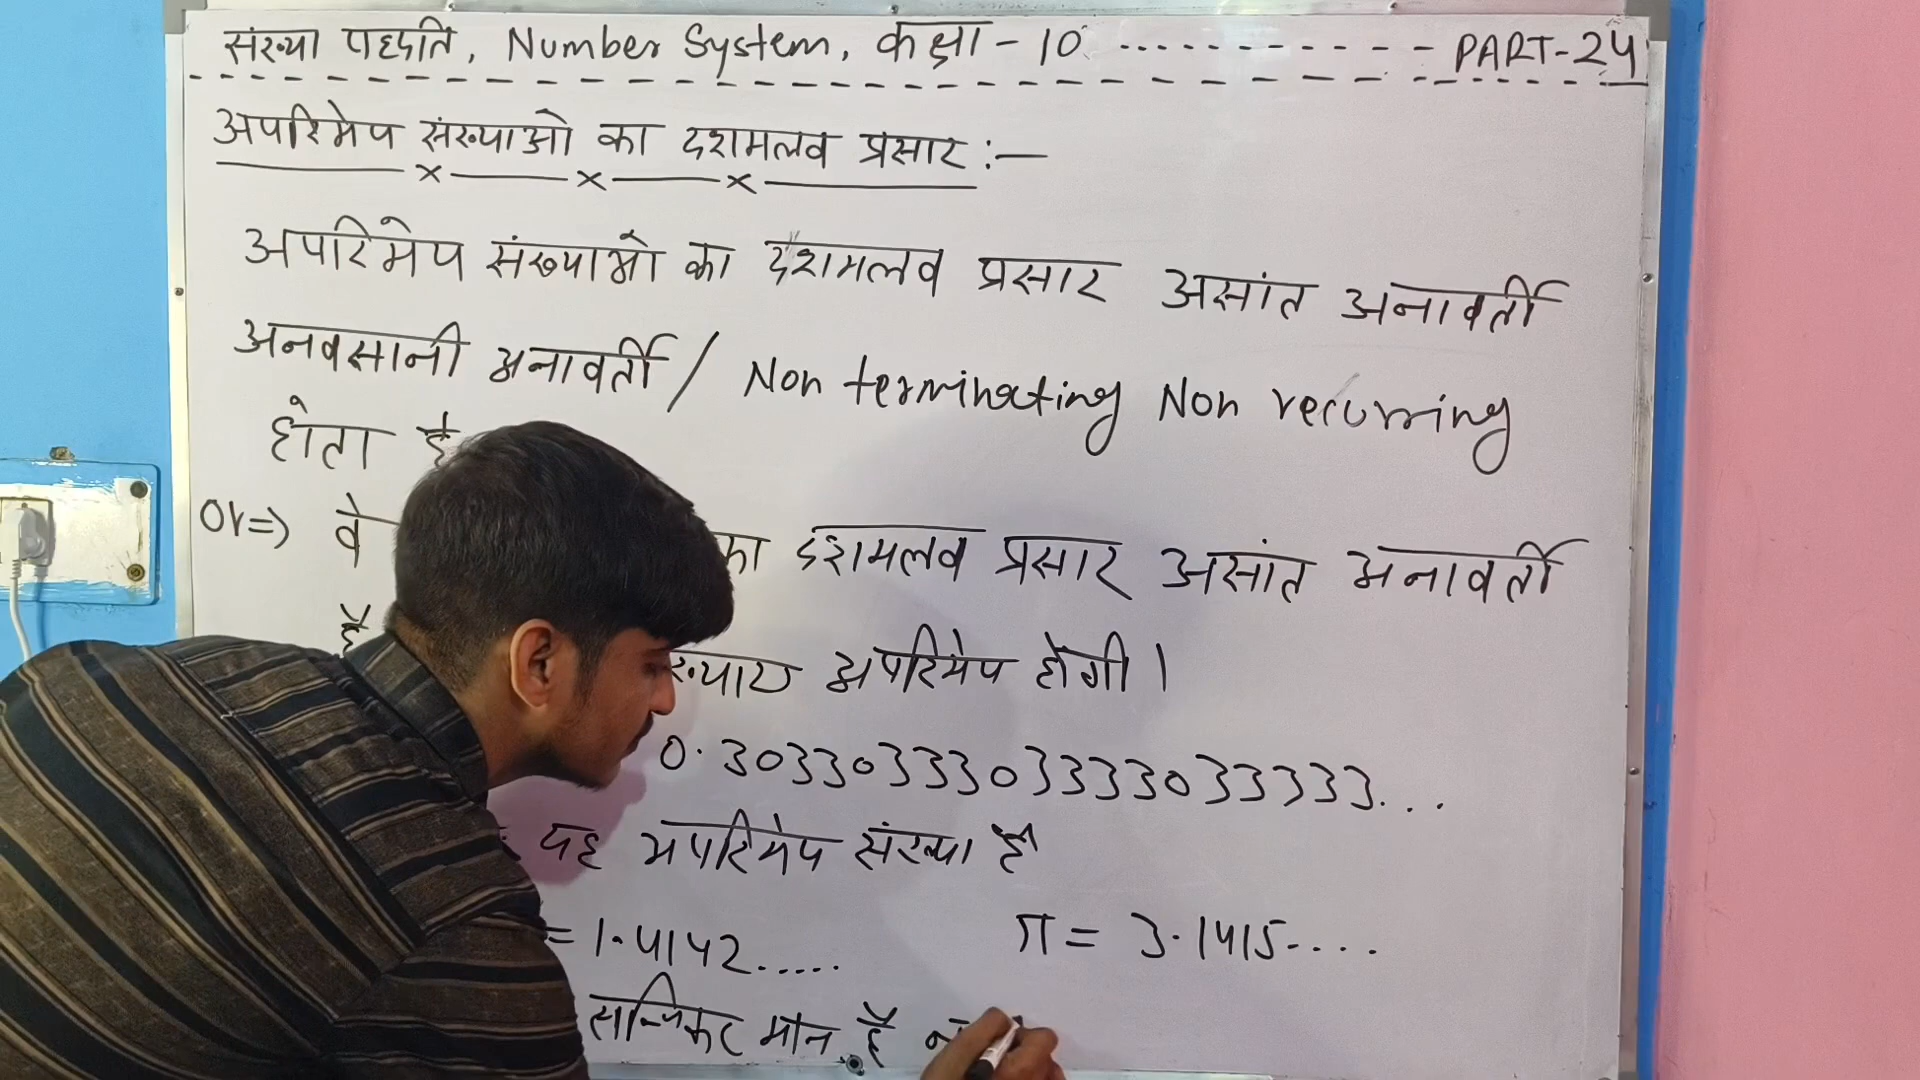 संख्या पद्धति, Number System, कक्षा - 10 ............ PART-24
अपरिमेय संख्याओ का दशमलव प्रसार :—
अपरिमेय संख्याओ का दशमलव प्रसार असांत अनावर्ती
अनवसानी अनावर्ती / Non terminating Non recurring
होता है
Or => वे का दशमलव प्रसार असांत अनावर्ती
है अपरिमेय होगी ।
0.30330333033330333333...
यह अपरिमेय संख्या है
= 1.4142..... π = 3.1415....
सन्निकट मान है